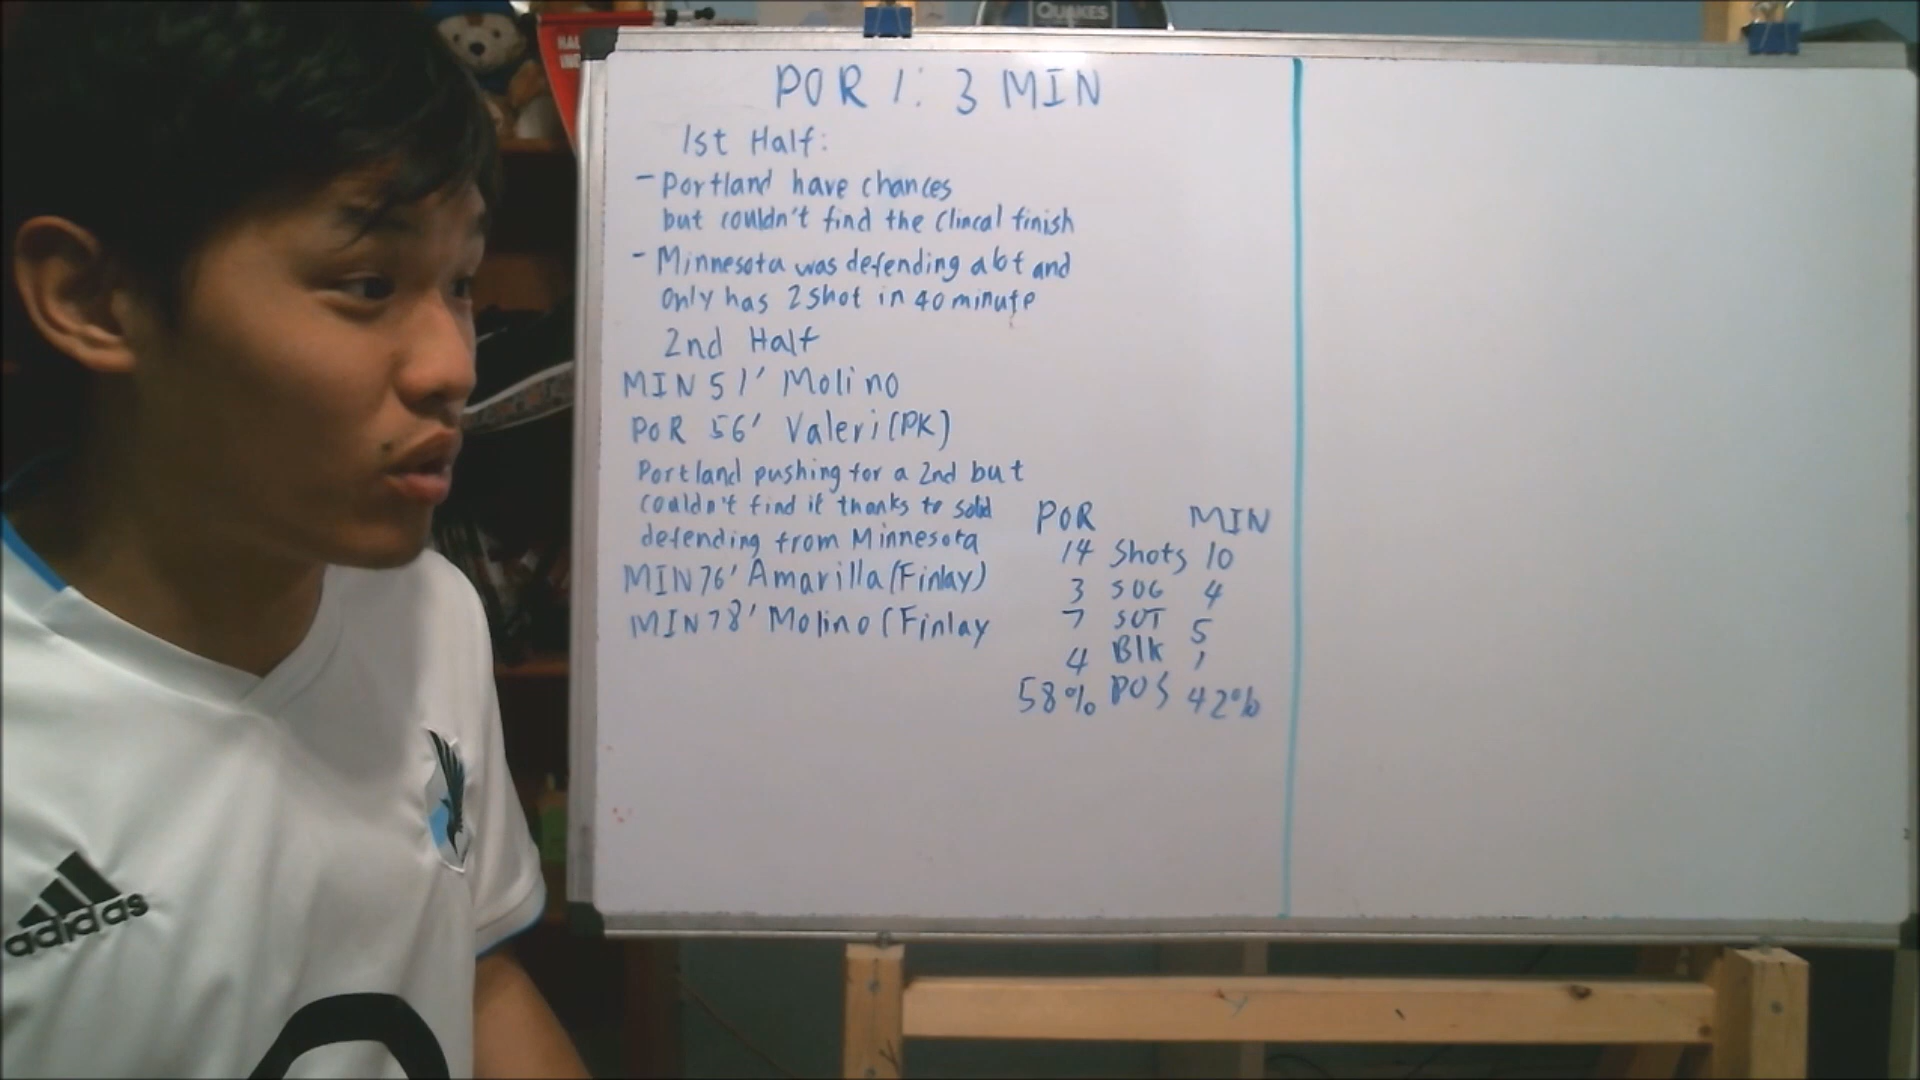 QUAKES
HAL
POR 1 : 3 MIN
1st Half:
- Portland have chances
but couldn't find the Clincal finish
- Minnesota was defending alot and
only has 2 shot in 40 minute
2nd Half
MIN 51' Molino
POR 56' Valeri (PK)
Portland pushing for a 2nd but
couldn't find it thanks to solid
defending from Minnesota
MIN 76' Amarilla (Finlay)
MIN 78' Molino (Finlay
POR MIN
14 Shots 10
3 SOG 4
7 SOT 5
4 Blk 1
58% POS 42%
adidas